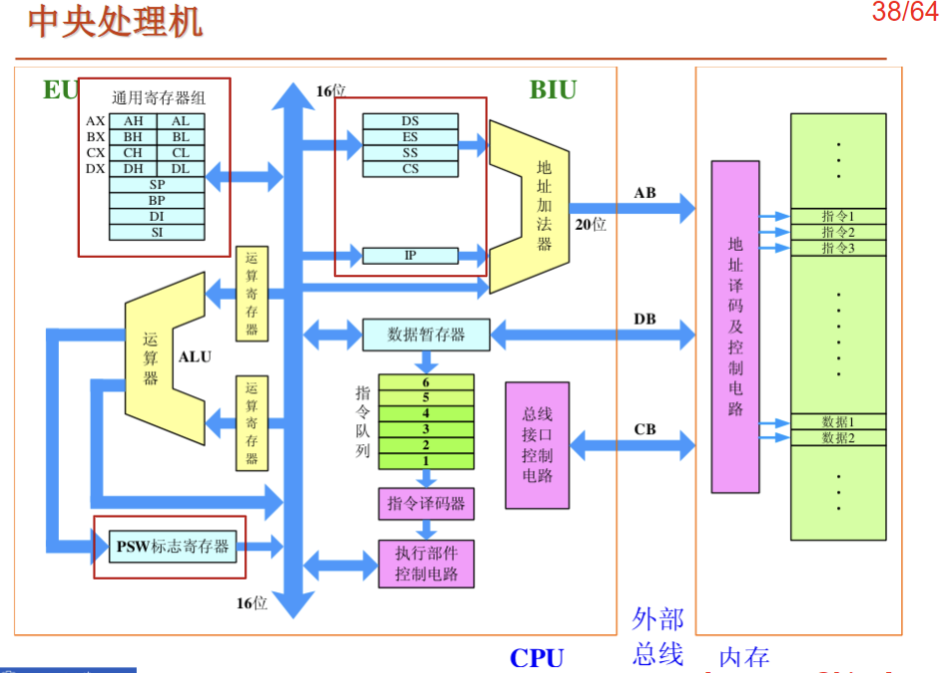 中央处理机
38/64
EU
16位
BIU
通用寄存器组
AX AH AL
BX BH BL
CX CH CL
DX DH DL
SP
BP
DI
SI
DS
ES
SS
CS
IP
地址加法器
20位
AB
运算寄存器
运算器
ALU
运算寄存器
数据暂存器
DB
指令队列
6
5
4
3
2
1
总线
接口
控制
电路
CB
指令译码器
执行部件
控制电路
PSW标志寄存器
16位
地址译码及控制电路
指令1
指令2
指令3
数据1
数据2
CPU
外部
总线
内存